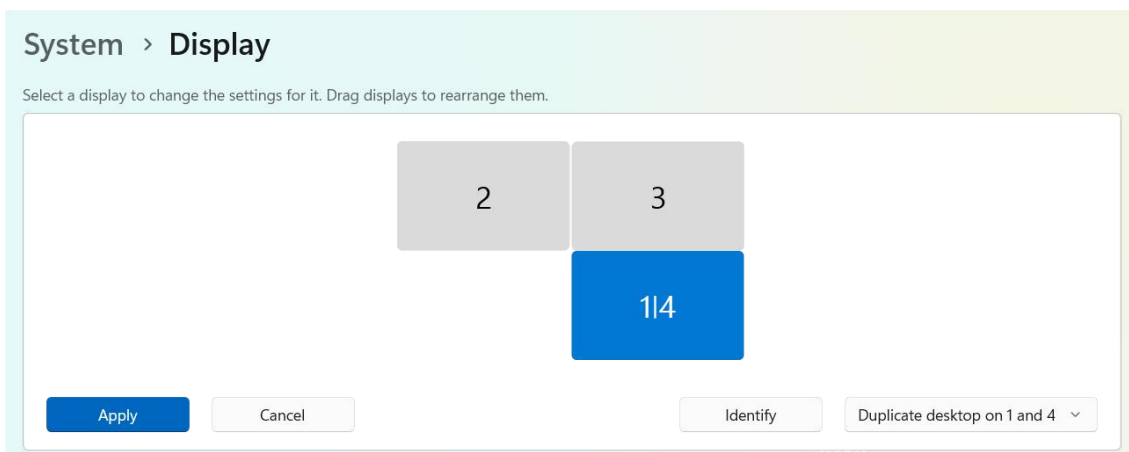 System > Display
Select a display to change the settings for it. Drag displays to rearrange them.
2 3
1|4
Apply Cancel Identify Duplicate desktop on 1 and 4